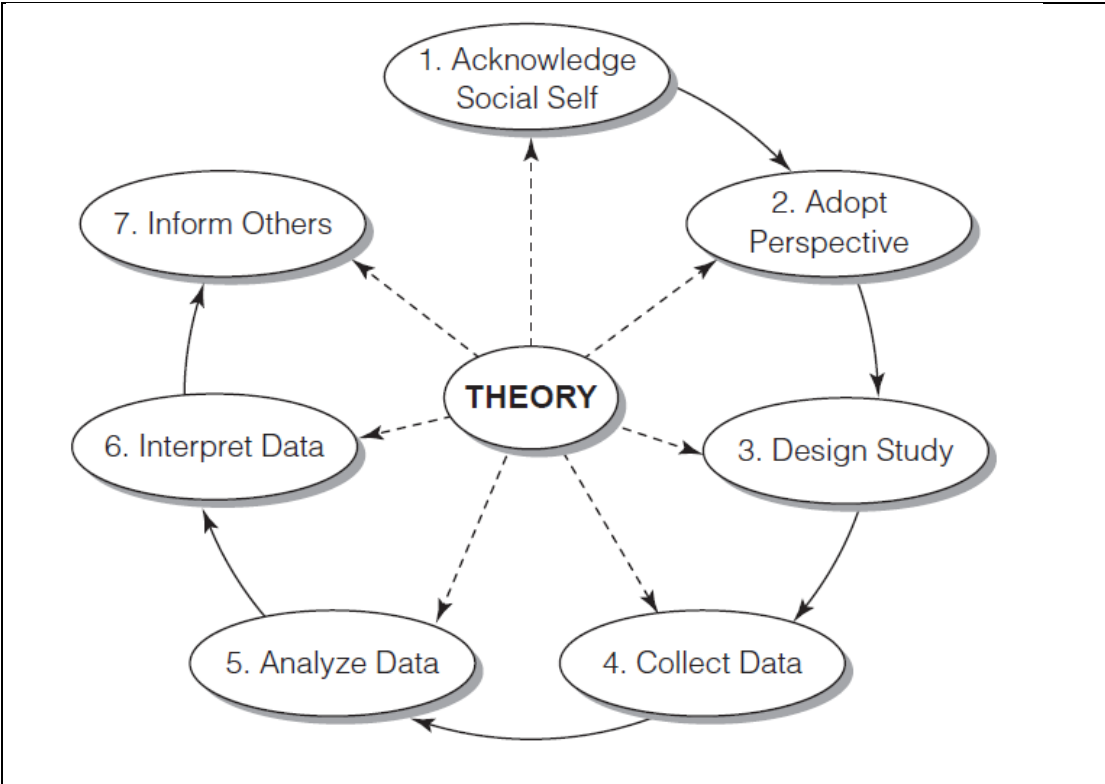 1. Acknowledge
Social Self
2. Adopt
Perspective
3. Design Study
4. Collect Data
5. Analyze Data
6. Interpret Data
7. Inform Others
THEORY